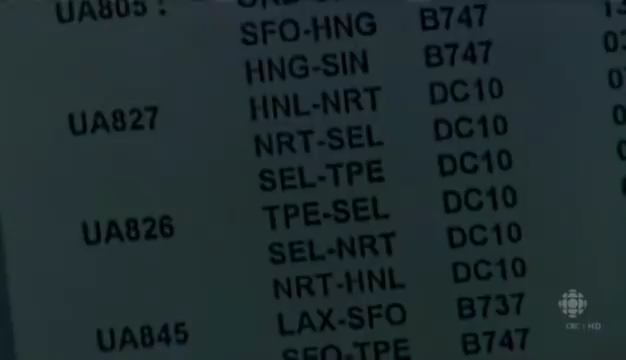 UA805 :
SFO-HNG B747
HNG-SIN B747
UA827 HNL-NRT DC10
NRT-SEL DC10
SEL-TPE DC10
UA826 TPE-SEL DC10
SEL-NRT DC10
NRT-HNL DC10
UA845 LAX-SFO B737
SFO-TPE B747
CBC HD